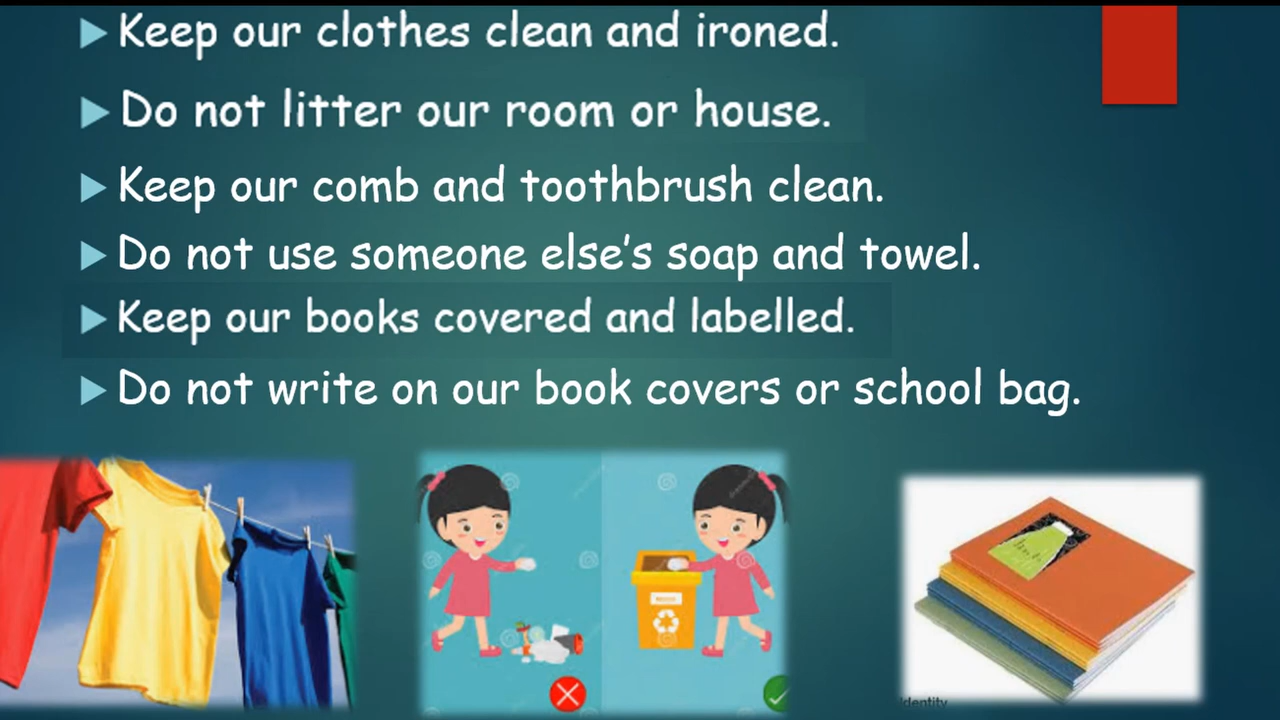 Keep our clothes clean and ironed.
Do not litter our room or house.
Keep our comb and toothbrush clean.
Do not use someone else's soap and towel.
Keep our books covered and labelled.
Do not write on our book covers or school bag.
identity